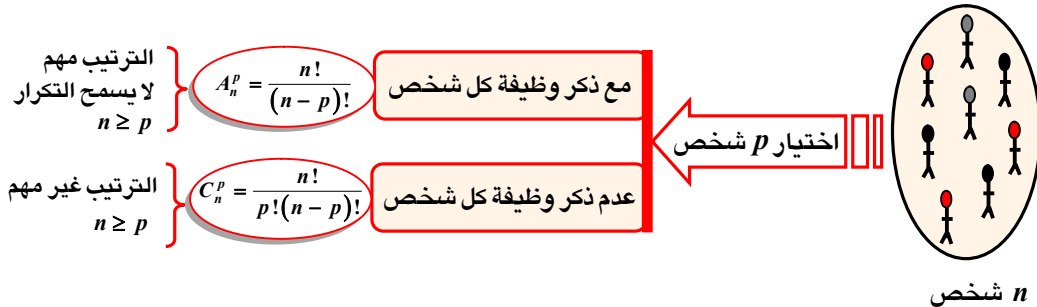 n شخص
اختيار p شخص
مع ذكر وظيفة كل شخص
A_n^p = n! / (n − p)!
الترتيب مهم
لا يسمح التكرار
n ≥ p
عدم ذكر وظيفة كل شخص
C_n^p = n! / p!(n − p)!
الترتيب غير مهم
n ≥ p